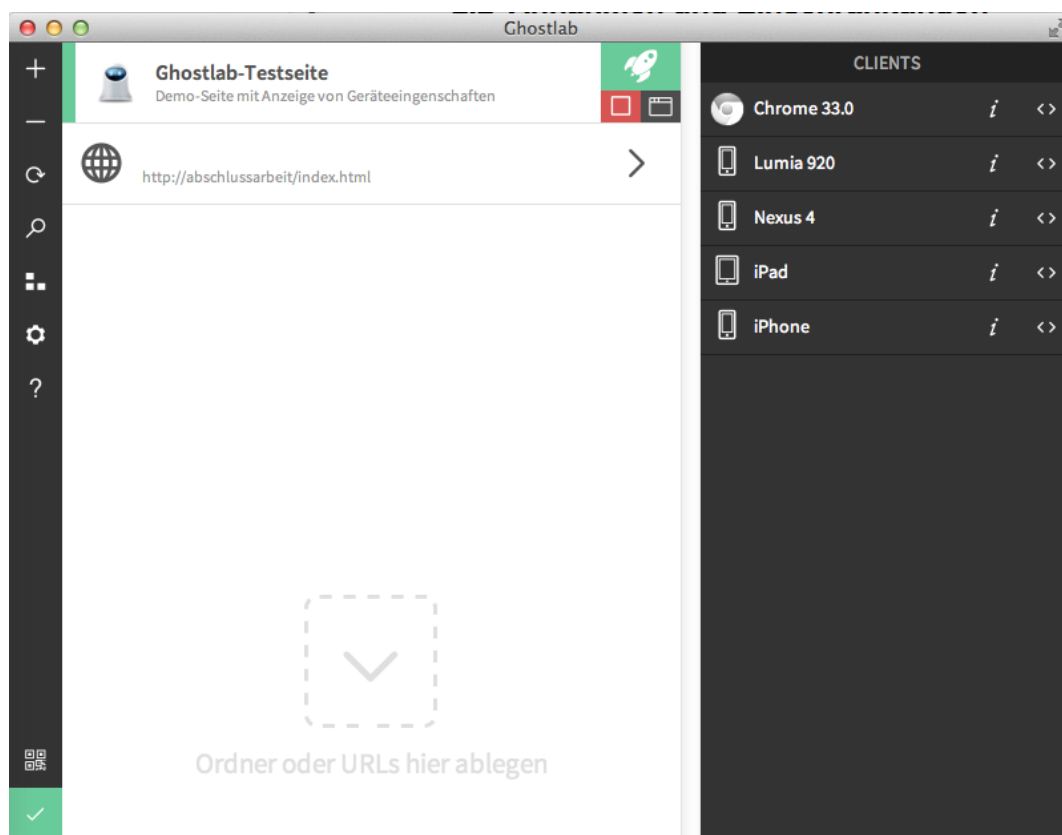 Ghostlab
Ghostlab-Testseite
Demo-Seite mit Anzeige von Geräteeingenschaften
http://abschlussarbeit/index.html
Ordner oder URLs hier ablegen
CLIENTS
Chrome 33.0
Lumia 920
Nexus 4
iPad
iPhone